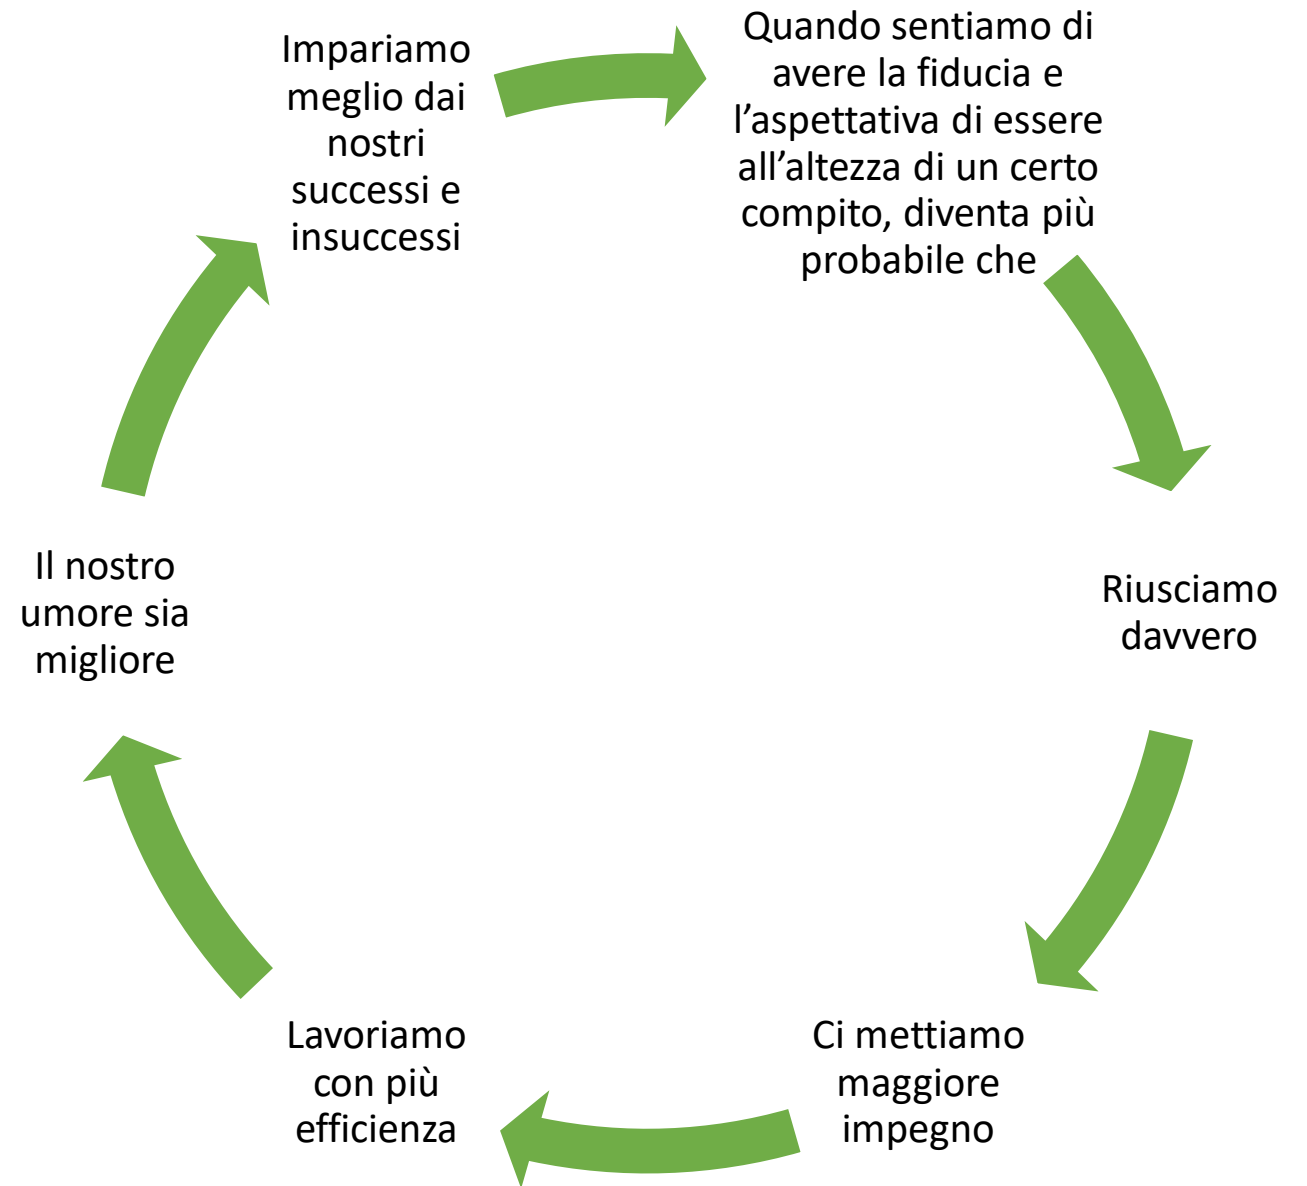 Quando sentiamo di
avere la fiducia e
l’aspettativa di essere
all’altezza di un certo
compito, diventa più
probabile che
Riusciamo
davvero
Ci mettiamo
maggiore
impegno
Lavoriamo
con più
efficienza
Il nostro
umore sia
migliore
Impariamo
meglio dai
nostri
successi e
insuccessi